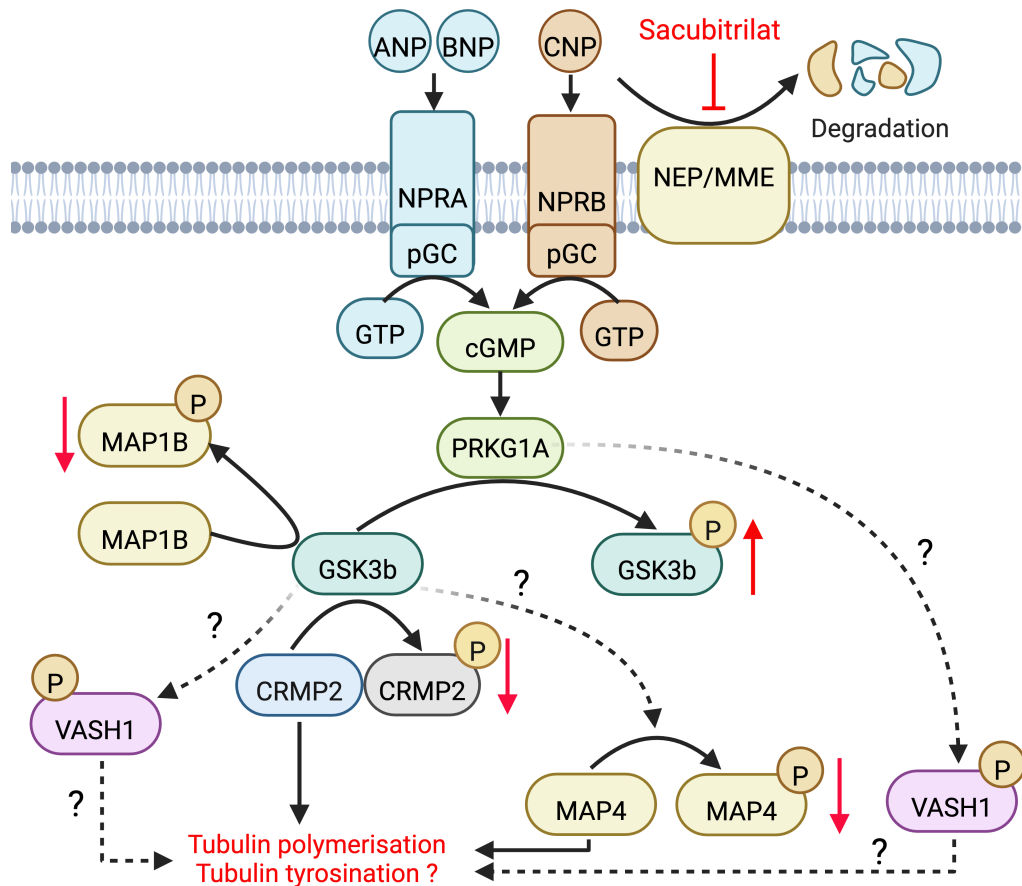 Sacubitrilat
ANP
BNP
CNP
Degradation
NEP/MME
NPRA
NPRB
pGC
pGC
GTP
cGMP
GTP
P
MAP1B
PRKG1A
MAP1B
P
GSK3b
GSK3b
?
?
?
P
P
CRMP2
CRMP2
VASH1
?
P
P
MAP4
MAP4
VASH1
Tubulin polymerisation
Tubulin tyrosination ?
?